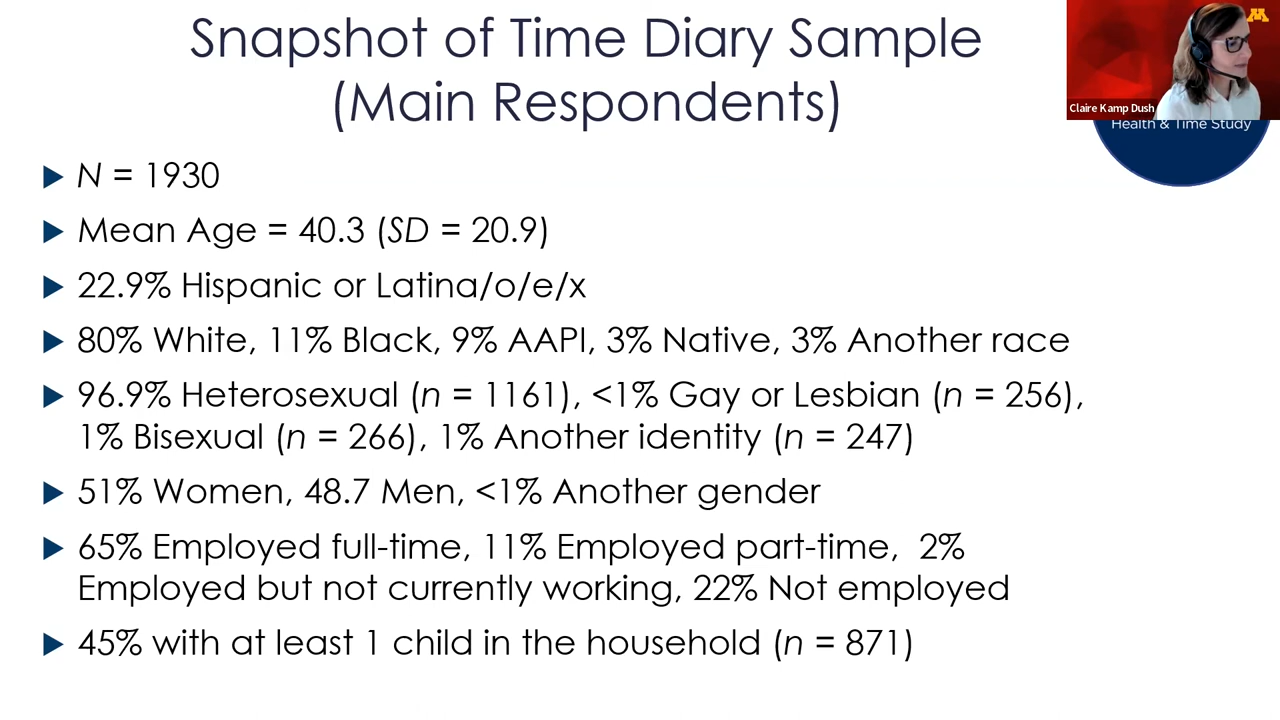 Snapshot of Time Diary Sample
(Main Respondents)
Claire Kamp Dush
Health & Time Study
N = 1930
Mean Age = 40.3 (SD = 20.9)
22.9% Hispanic or Latina/o/e/x
80% White, 11% Black, 9% AAPI, 3% Native, 3% Another race
96.9% Heterosexual (n = 1161), <1% Gay or Lesbian (n = 256),
1% Bisexual (n = 266), 1% Another identity (n = 247)
51% Women, 48.7 Men, <1% Another gender
65% Employed full-time, 11% Employed part-time,  2%
Employed but not currently working, 22% Not employed
45% with at least 1 child in the household (n = 871)